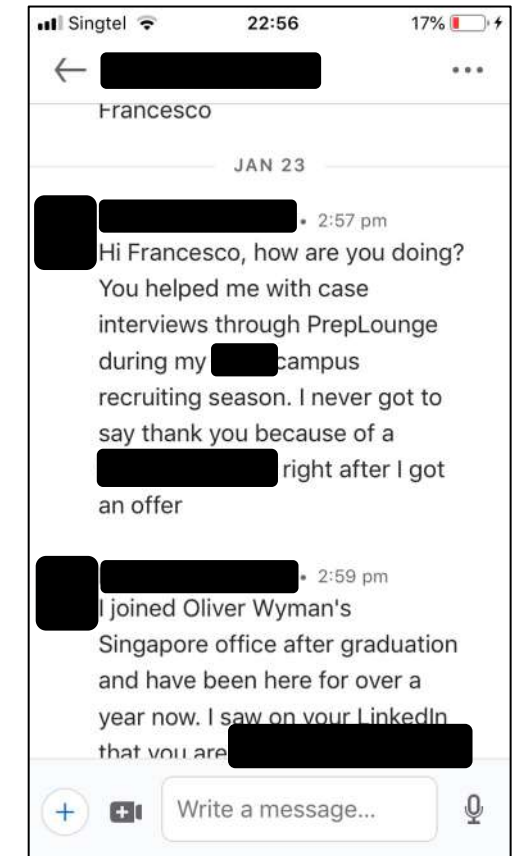 Singtel 22:56 17%
Francesco
JAN 23
• 2:57 pm
Hi Francesco, how are you doing?
You helped me with case
interviews through PrepLounge
during my campus
recruiting season. I never got to
say thank you because of a
right after I got
an offer
• 2:59 pm
I joined Oliver Wyman's
Singapore office after graduation
and have been here for over a
year now. I saw on your LinkedIn
that you are
Write a message...